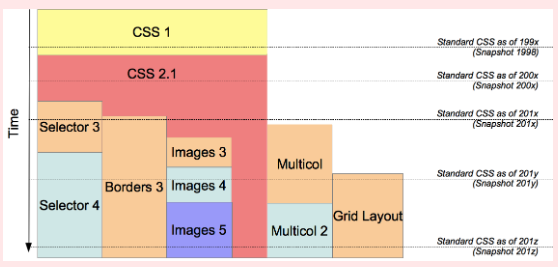 CSS 1
Standard CSS as of 199x
(Snapshot 1998)
CSS 2.1
Standard CSS as of 200x
(Snapshot 200x)
Time
Selector 3
Standard CSS as of 201x
(Snapshot 201x)
Images 3
Multicol
Borders 3
Images 4
Standard CSS as of 201y
(Snapshot 201y)
Selector 4
Grid Layout
Images 5
Multicol 2
Standard CSS as of 201z
(Snapshot 201z)